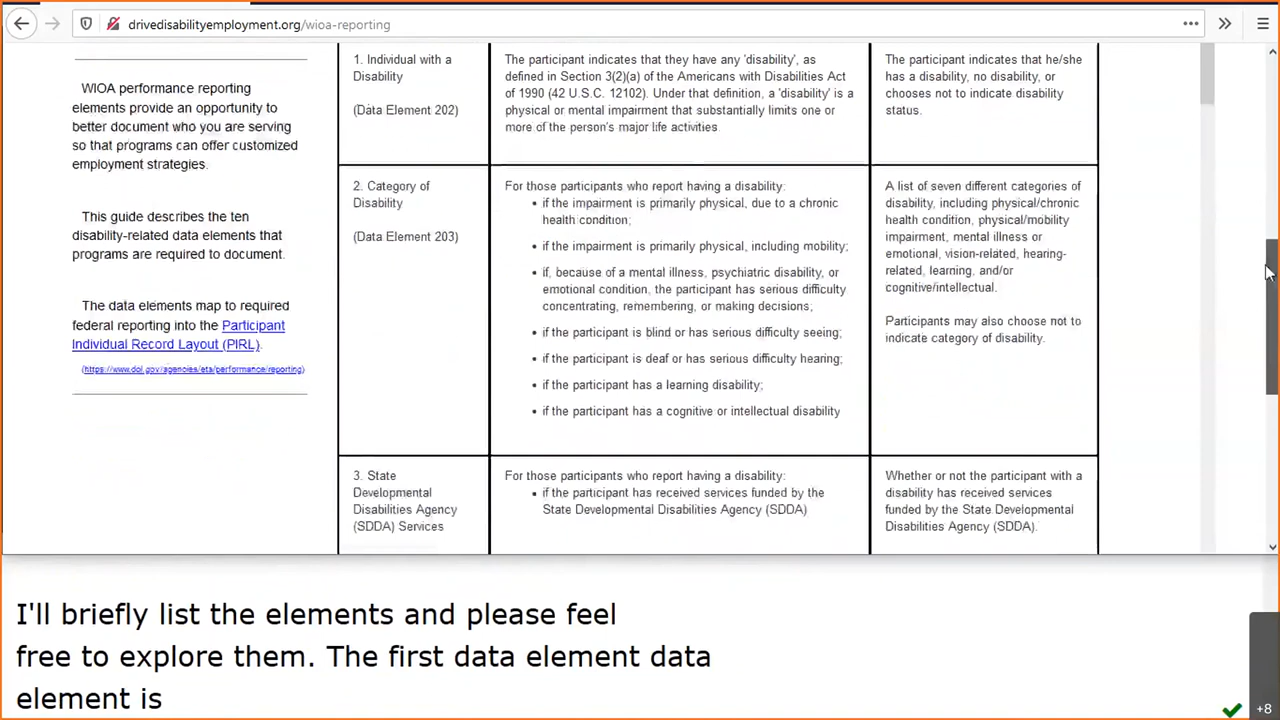 drivedisabilityemployment.org/wioa-reporting
WIOA performance reporting
elements provide an opportunity to
better document who you are serving
so that programs can offer customized
employment strategies.
This guide describes the ten
disability-related data elements that
programs are required to document.
The data elements map to required
federal reporting into the Participant
Individual Record Layout (PIRL).
(https://www.dol.gov/agencies/eta/performance/reporting)
1. Individual with a
Disability
(Data Element 202)
The participant indicates that they have any 'disability', as
defined in Section 3(2)(a) of the Americans with Disabilities Act
of 1990 (42 U.S.C. 12102). Under that definition, a 'disability' is a
physical or mental impairment that substantially limits one or
more of the person's major life activities
The participant indicates that he/she
has a disability, no disability, or
chooses not to indicate disability
status.
2. Category of
Disability
(Data Element 203)
For those participants who report having a disability:
• if the impairment is primarily physical, due to a chronic
health condition;
• if the impairment is primarily physical, including mobility;
• if, because of a mental illness, psychiatric disability, or
emotional condition, the participant has serious difficulty
concentrating, remembering, or making decisions;
• if the participant is blind or has serious difficulty seeing;
• if the participant is deaf or has serious difficulty hearing;
• if the participant has a learning disability;
• if the participant has a cognitive or intellectual disability
A list of seven different categories of
disability, including physical/chronic
health condition, physical/mobility
impairment, mental illness or
emotional, vision-related, hearing-
related, learning, and/or
cognitive/intellectual.
Participants may also choose not to
indicate category of disability.
3. State
Developmental
Disabilities Agency
(SDDA) Services
For those participants who report having a disability:
• if the participant has received services funded by the
State Developmental Disabilities Agency (SDDA)
Whether or not the participant with a
disability has received services
funded by the State Developmental
Disabilities Agency (SDDA).
I'll briefly list the elements and please feel
free to explore them. The first data element data
element is
+8